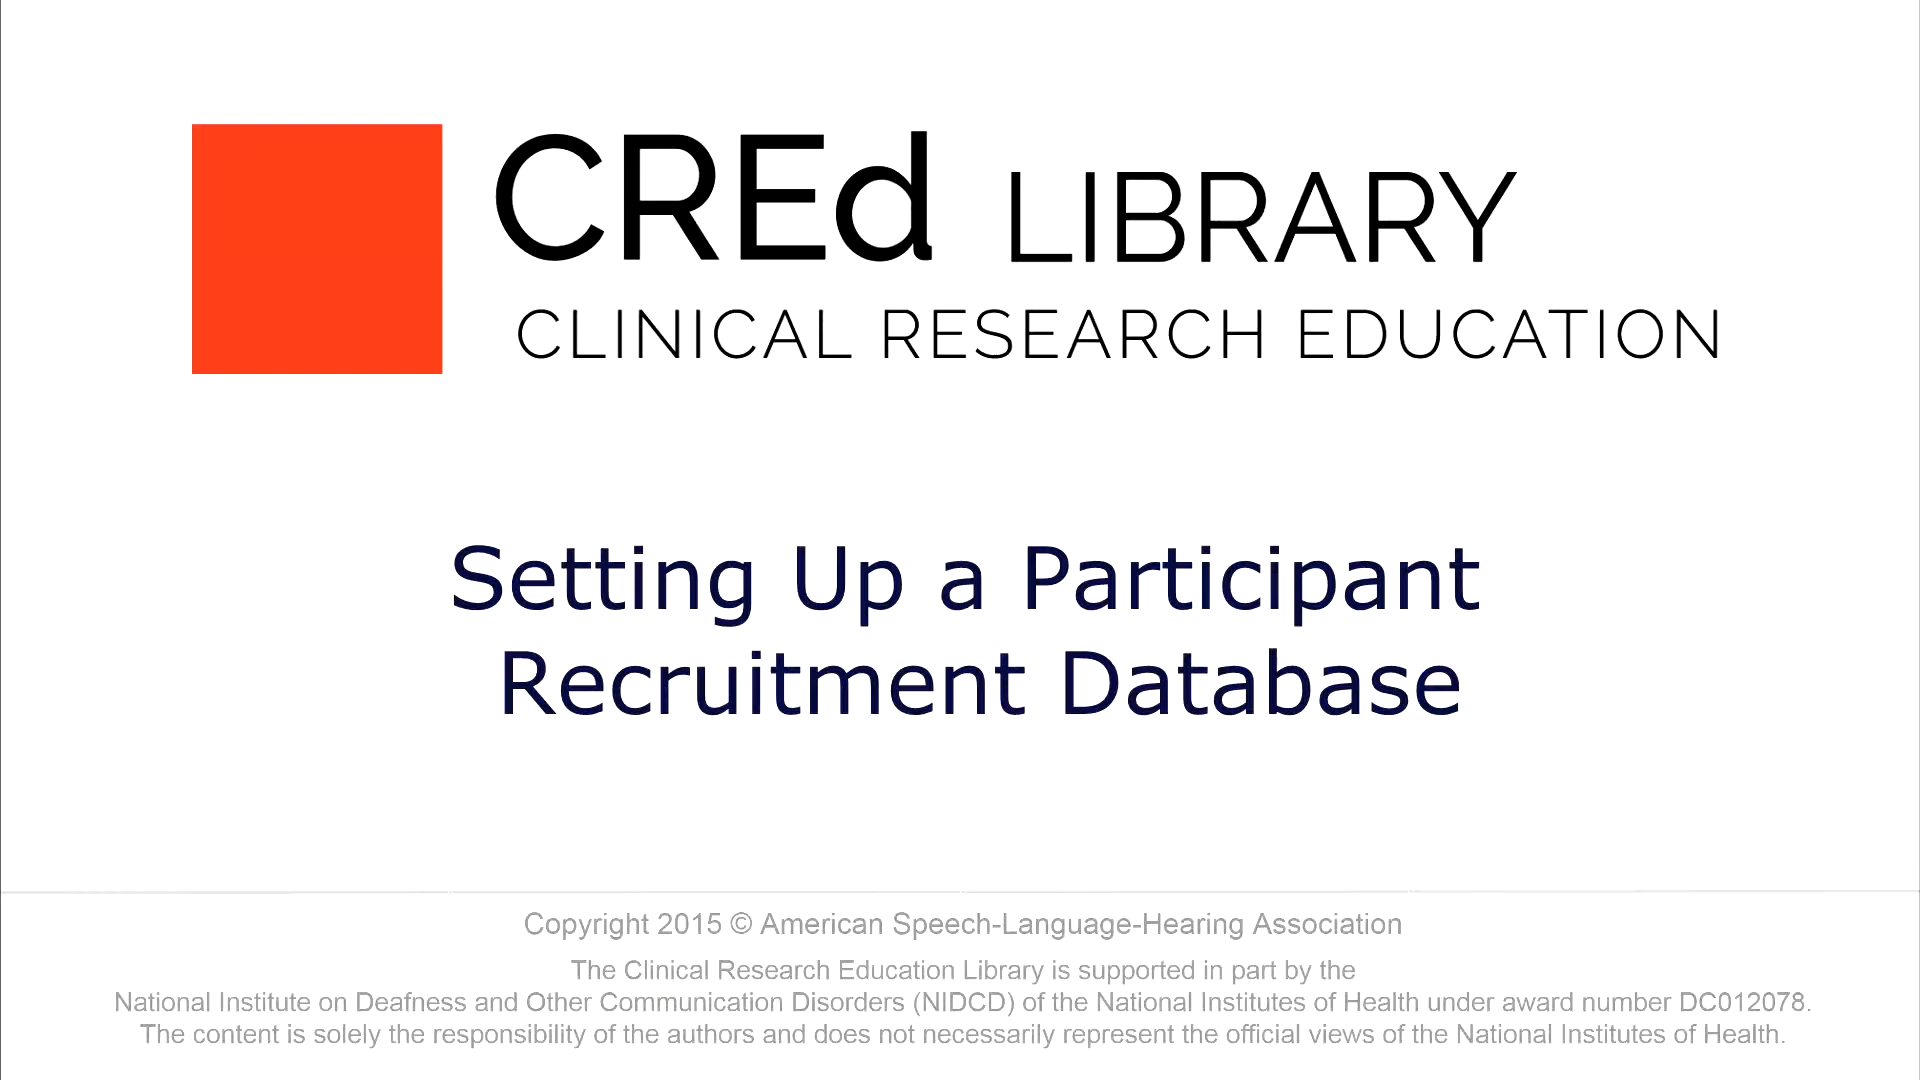 CREd LIBRARY
CLINICAL RESEARCH EDUCATION
Setting Up a Participant
Recruitment Database
Copyright 2015 © American Speech-Language-Hearing Association
The Clinical Research Education Library is supported in part by the
National Institute on Deafness and Other Communication Disorders (NIDCD) of the National Institutes of Health under award number DC012078.
The content is solely the responsibility of the authors and does not necessarily represent the official views of the National Institutes of Health.